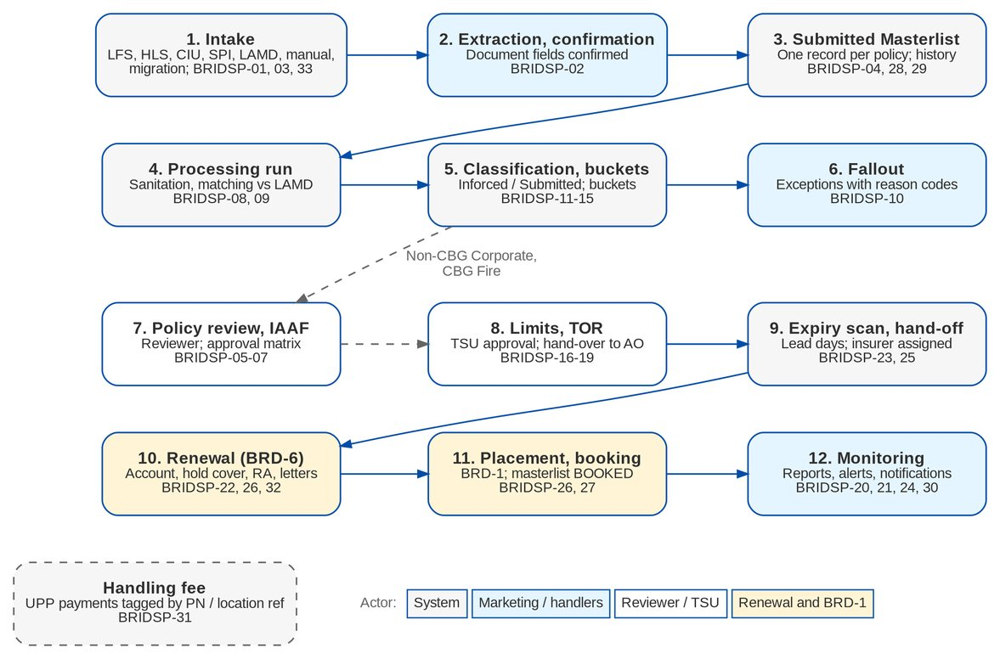 1. Intake
LFS, HLS, CIU, SPI, LAMD, manual,
migration; BRIDSP-01, 03, 33
2. Extraction, confirmation
Document fields confirmed
BRIDSP-02
3. Submitted Masterlist
One record per policy; history
BRIDSP-04, 28, 29
4. Processing run
Sanitation, matching vs LAMD
BRIDSP-08, 09
5. Classification, buckets
Inforced / Submitted; buckets
BRIDSP-11-15
6. Fallout
Exceptions with reason codes
BRIDSP-10
Non-CBG Corporate,
CBG Fire
7. Policy review, IAAF
Reviewer; approval matrix
BRIDSP-05-07
8. Limits, TOR
TSU approval; hand-over to AO
BRIDSP-16-19
9. Expiry scan, hand-off
Lead days; insurer assigned
BRIDSP-23, 25
10. Renewal (BRD-6)
Account, hold cover, RA, letters
BRIDSP-22, 26, 32
11. Placement, booking
BRD-1; masterlist BOOKED
BRIDSP-26, 27
12. Monitoring
Reports, alerts, notifications
BRIDSP-20, 21, 24, 30
Handling fee
UPP payments tagged by PN / location ref
BRIDSP-31
Actor:
System
Marketing / handlers
Reviewer / TSU
Renewal and BRD-1